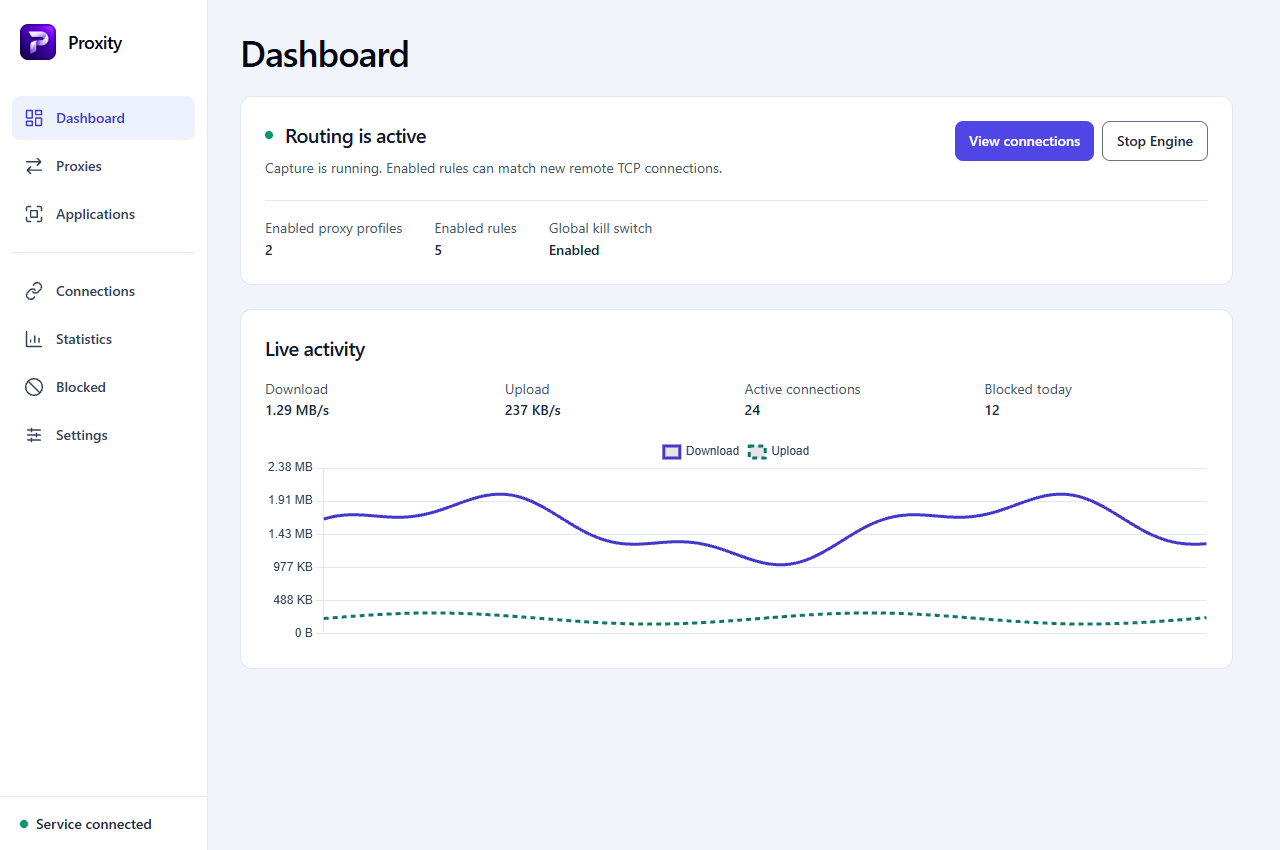 Proxity
Dashboard
Proxies
Applications
Connections
Statistics
Blocked
Settings
Service connected
Dashboard
Routing is active
Capture is running. Enabled rules can match new remote TCP connections.
View connections
Stop Engine
Enabled proxy profiles
2
Enabled rules
5
Global kill switch
Enabled
Live activity
Download
1.29 MB/s
Upload
237 KB/s
Active connections
24
Blocked today
12
Download
Upload
2.38 MB
1.91 MB
1.43 MB
977 KB
488 KB
0 B